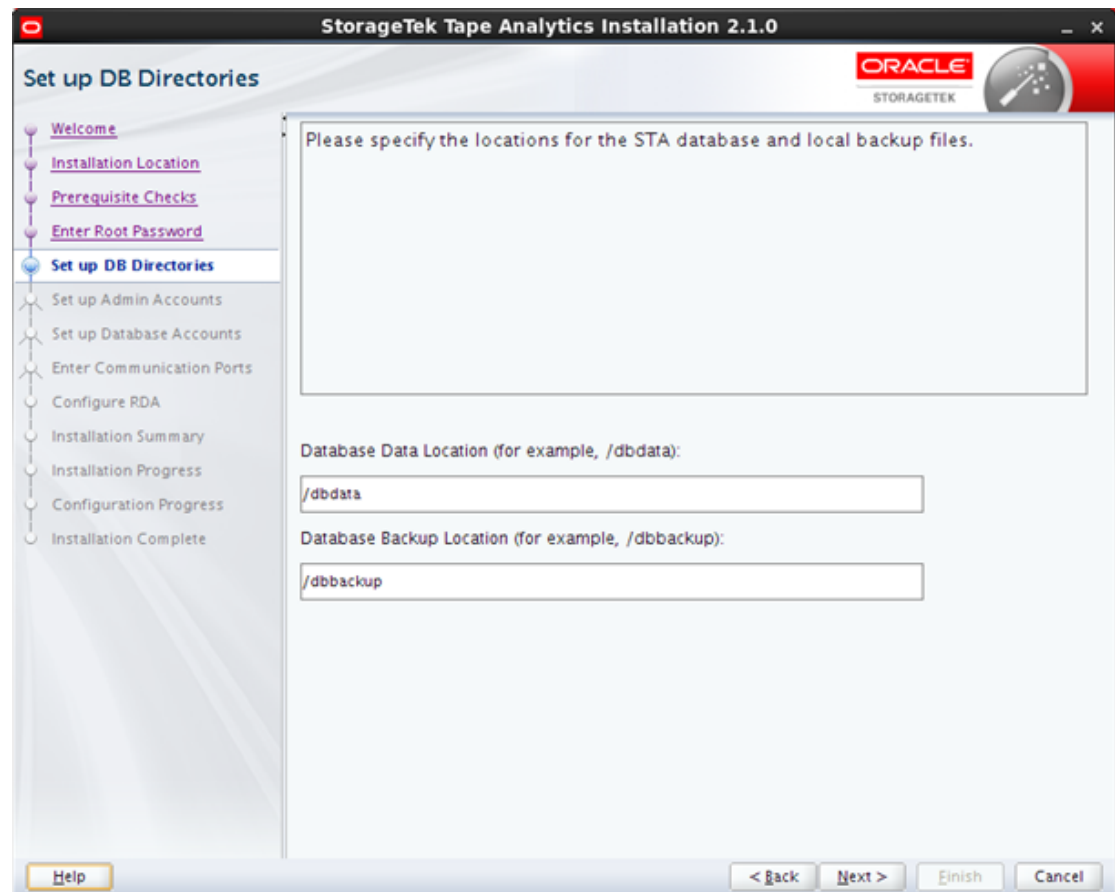 StorageTek Tape Analytics Installation 2.1.0
Set up DB Directories
ORACLE
STORAGETEK
Welcome
Installation Location
Prerequisite Checks
Enter Root Password
Set up DB Directories
Set up Admin Accounts
Set up Database Accounts
Enter Communication Ports
Configure RDA
Installation Summary
Installation Progress
Configuration Progress
Installation Complete
Please specify the locations for the STA database and local backup files.
Database Data Location (for example, /dbdata):
/dbdata
Database Backup Location (for example, /dbbackup):
/dbbackup
Help
< Back
Next >
Finish
Cancel